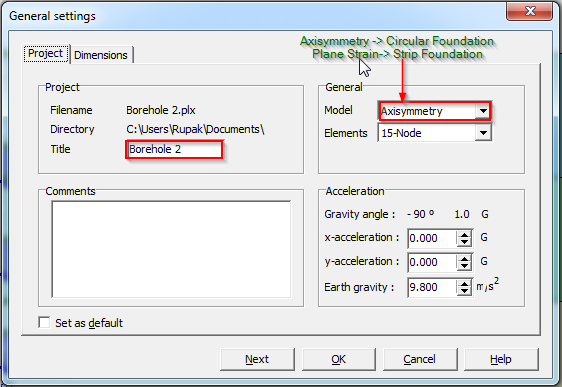 General settings
Axisymmetry -> Circular Foundation
Plane Strain-> Strip Foundation
Project
Dimensions
Project
Filename Borehole 2.plx
Directory C:\Users\Rupak\Documents\
Title Borehole 2
General
Model Axisymmetry
Elements 15-Node
Comments
Acceleration
Gravity angle : - 90 º 1.0 G
x-acceleration : 0.000 G
y-acceleration : 0.000 G
Earth gravity : 9.800 m/s²
Set as default
Next
OK
Cancel
Help